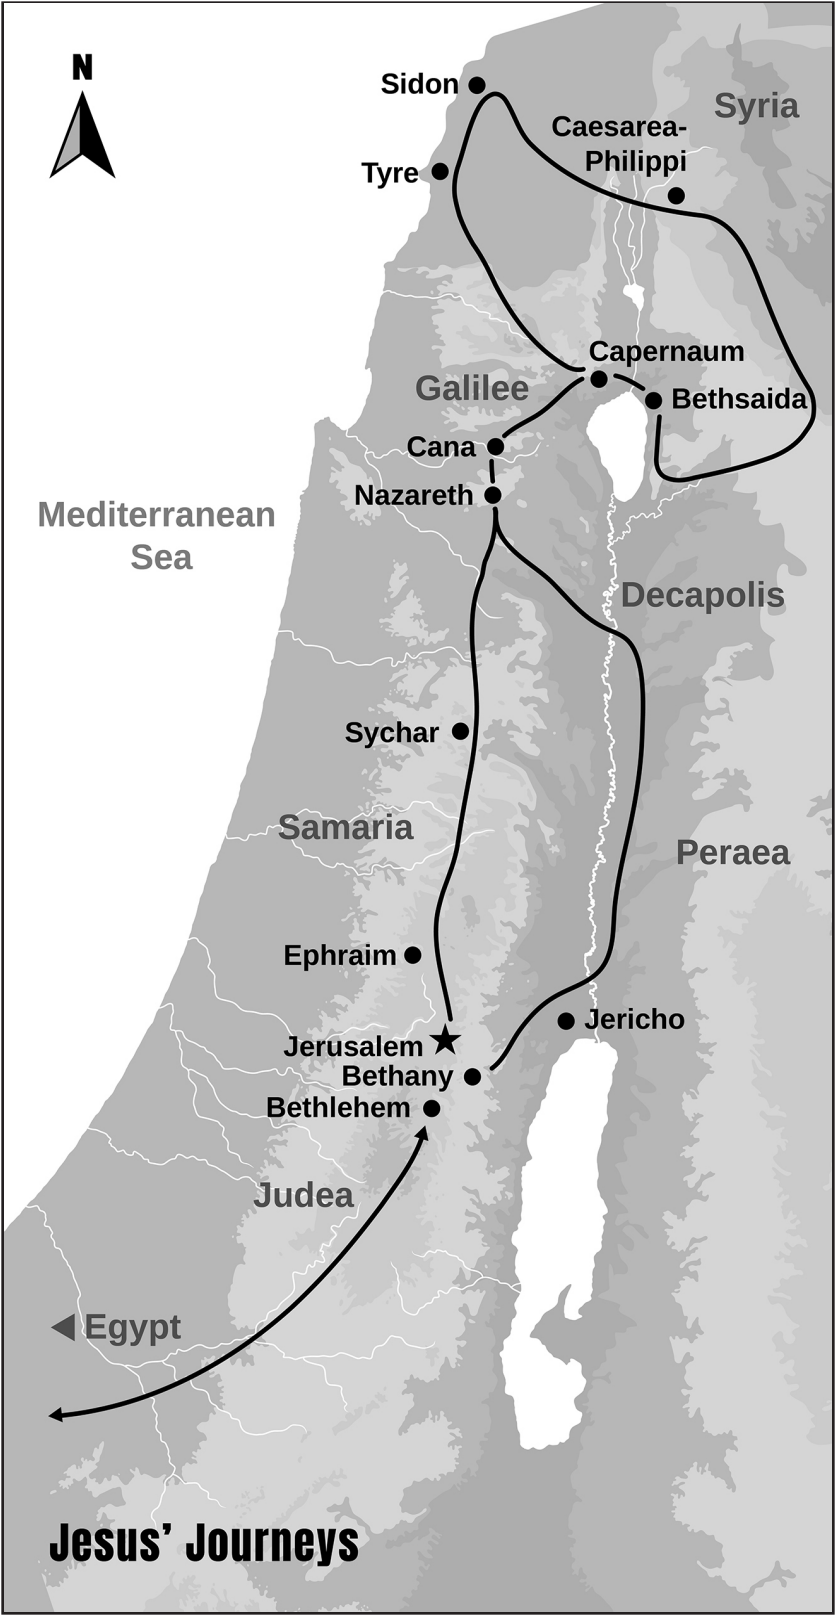 N
Sidon
Syria
Caesarea-
Philippi
Tyre
Capernaum
Galilee
Bethsaida
Cana
Nazareth
Mediterranean
Sea
Decapolis
Sychar
Samaria
Peraea
Ephraim
Jericho
Jerusalem
Bethany
Bethlehem
Judea
Egypt
Jesus’ Journeys